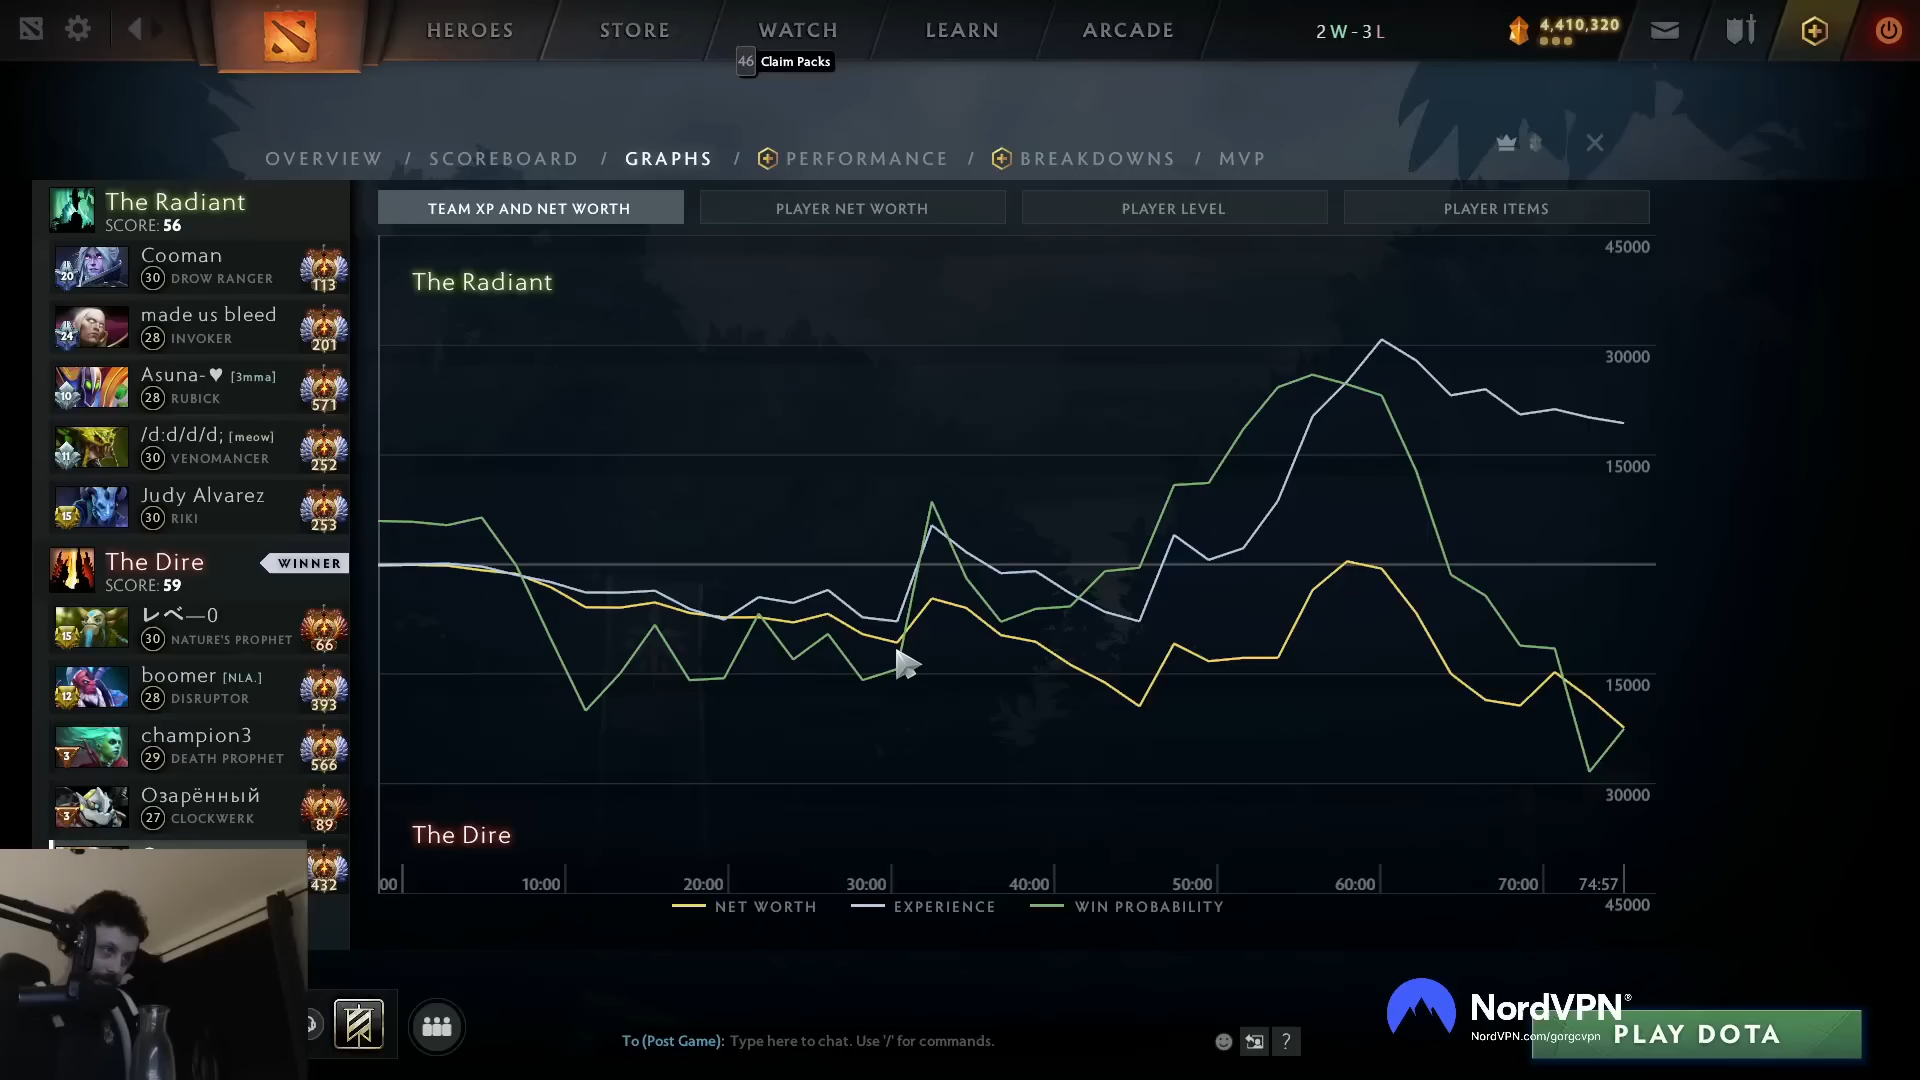 HEROES
STORE
WATCH
LEARN
ARCADE
2W-3L
4,410,320
46 Claim Packs
OVERVIEW / SCOREBOARD / GRAPHS / PERFORMANCE / BREAKDOWNS / MVP
The Radiant
SCORE: 56
20
Cooman
30 DROW RANGER
113
24
made us bleed
28 INVOKER
201
10
Asuna-♥ [3mma]
28 RUBICK
571
11
/d:d/d/d; [meow]
30 VENOMANCER
252
15
Judy Alvarez
30 RIKI
253
The Dire
WINNER
SCORE: 59
15
レベ—0
30 NATURE'S PROPHET
66
12
boomer [NLA.]
28 DISRUPTOR
393
3
champion3
29 DEATH PROPHET
566
3
Озарённый
27 CLOCKWERK
89
432
TEAM XP AND NET WORTH
PLAYER NET WORTH
PLAYER LEVEL
PLAYER ITEMS
The Radiant
45000
30000
15000
15000
30000
45000
The Dire
00 10:00 20:00 30:00 40:00 50:00 60:00 70:00 74:57
NET WORTH EXPERIENCE WIN PROBABILITY
To (Post Game): Type here to chat. Use '/' for commands.
?
NordVPN®
NordVPN.com/gorgcvpn
PLAY DOTA